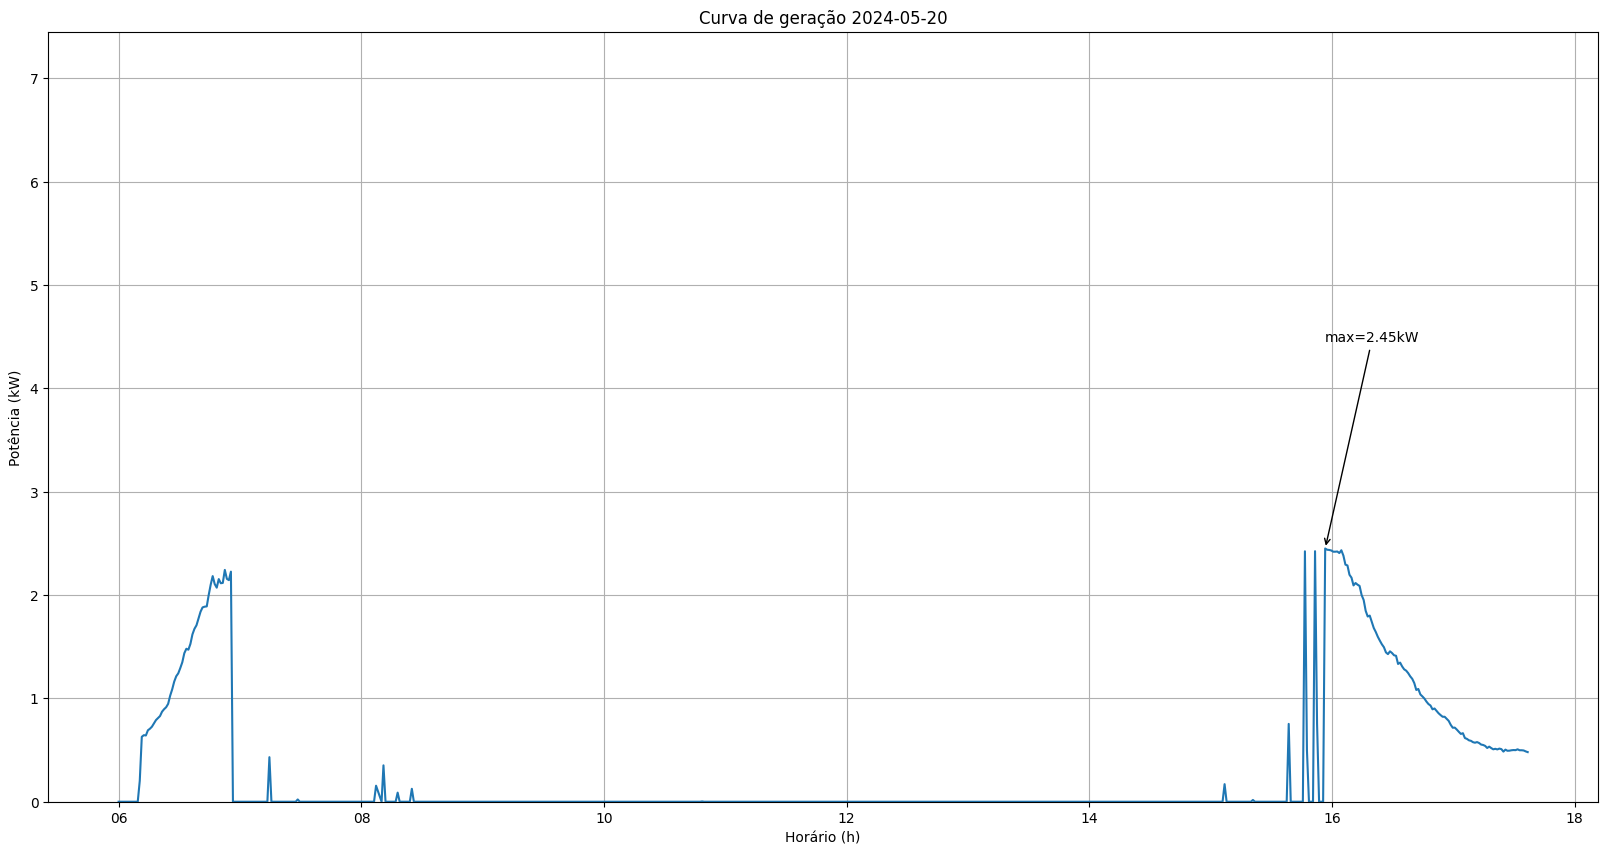 Curva de geração 2024-05-20
7
6
5
4
3
2
1
0
Potência (kW)
max=2.45kW
06 08 10 12 14 16 18
Horário (h)